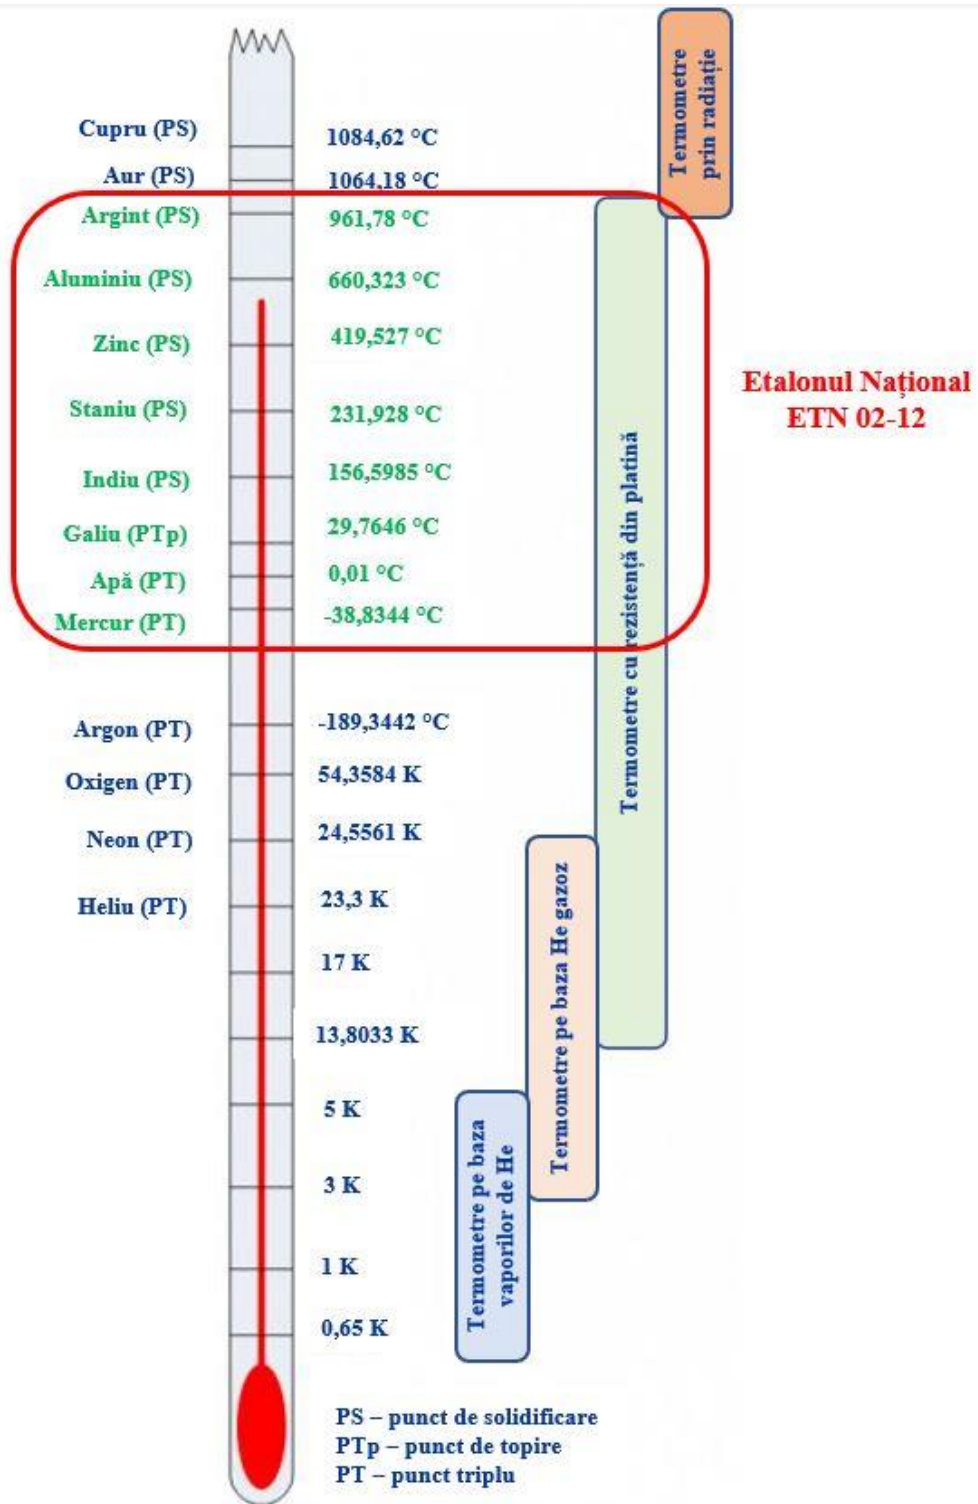 Termometre
prin radiație
Cupru (PS)
1084,62 °C
Aur (PS)
1064,18 °C
Argint (PS)
961,78 °C
Aluminiu (PS)
660,323 °C
Zinc (PS)
419,527 °C
Etalonul Național
ETN 02-12
Staniu (PS)
231,928 °C
Indiu (PS)
156,5985 °C
Galiu (PTp)
29,7646 °C
Apă (PT)
0,01 °C
Mercur (PT)
-38,8344 °C
Termometre cu rezistență din platină
Argon (PT)
-189,3442 °C
Oxigen (PT)
54,3584 K
Neon (PT)
24,5561 K
Heliu (PT)
23,3 K
17 K
13,8033 K
Termometre pe baza He gazoz
5 K
3 K
Termometre pe baza
vaporilor de He
1 K
0,65 K
PS – punct de solidificare
PTp – punct de topire
PT – punct triplu